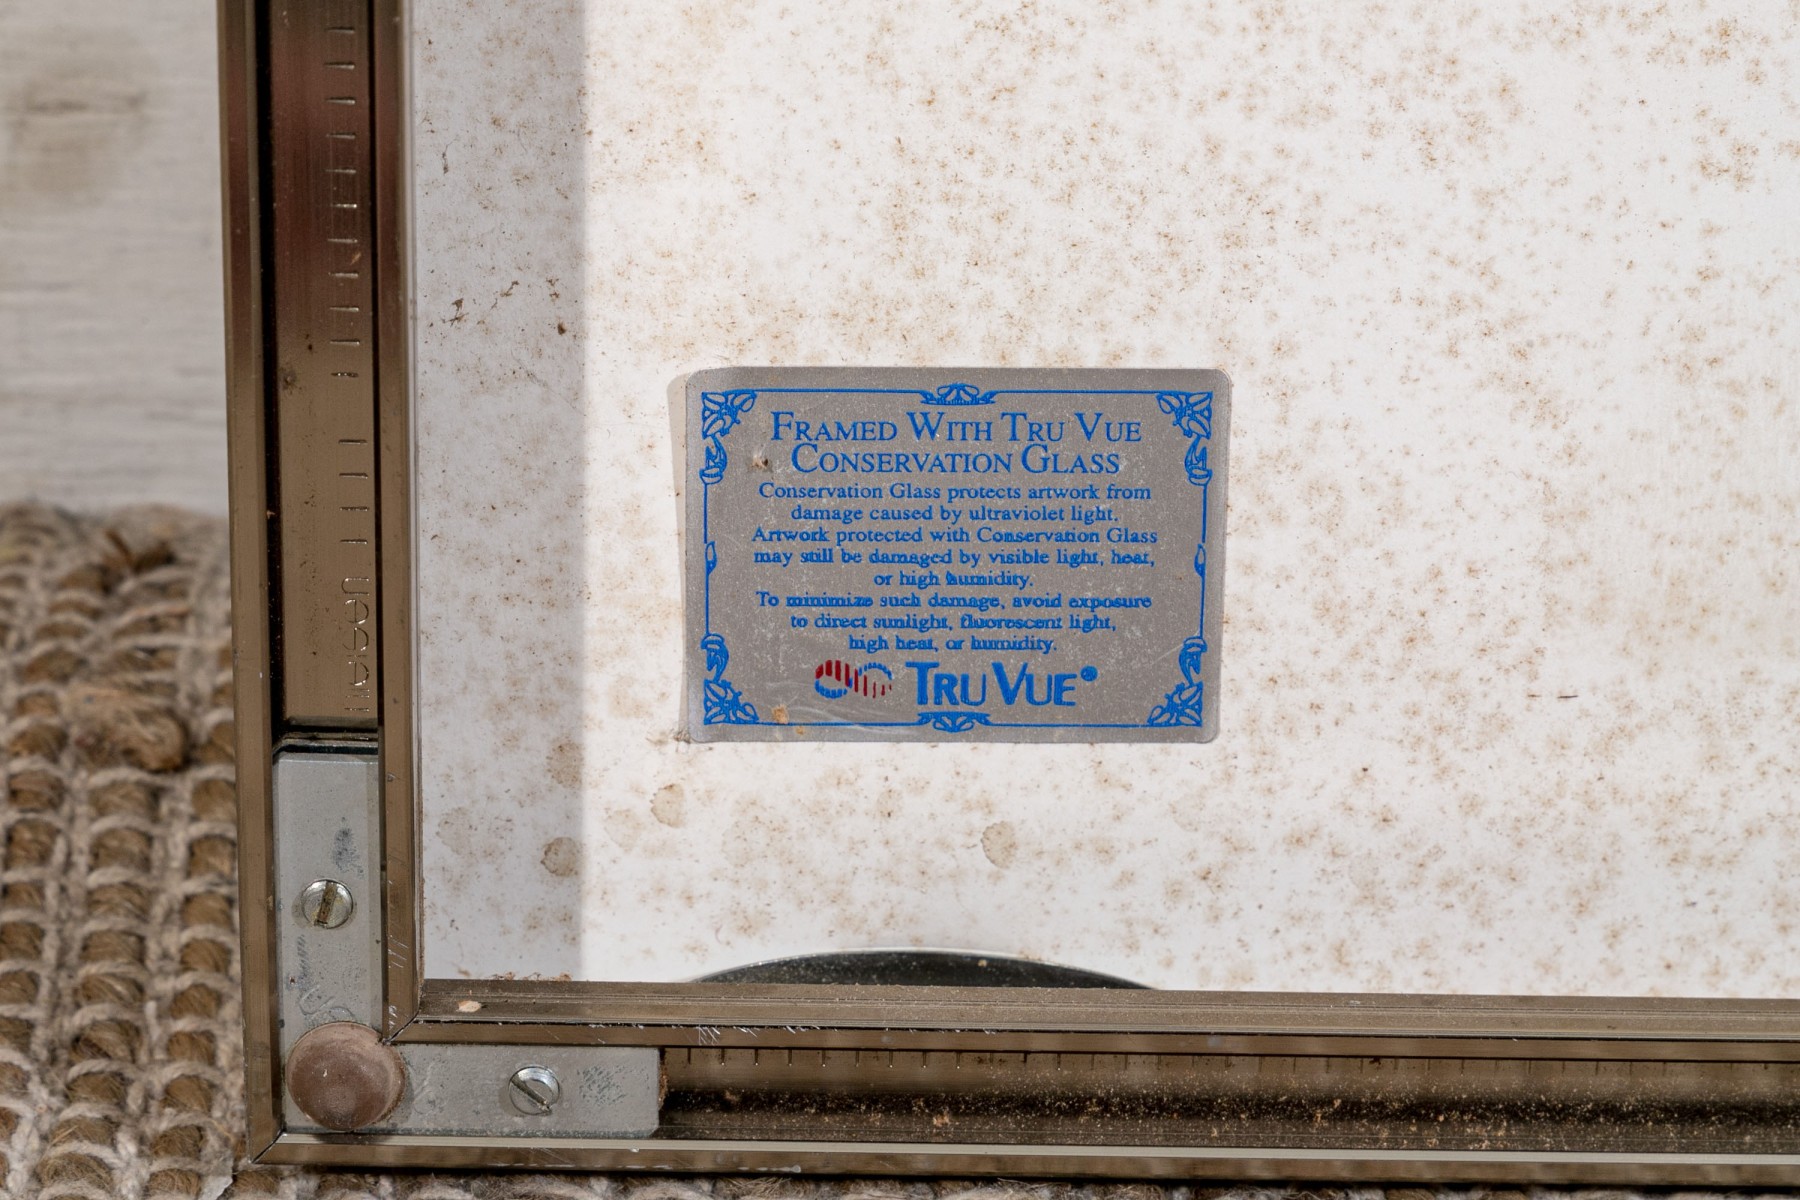 FRAMED WITH TRU VUE
CONSERVATION GLASS
Conservation Glass protects artwork from
damage caused by ultraviolet light.
Artwork protected with Conservation Glass
may still be damaged by visible light, heat,
or high humidity.
To minimize such damage, avoid exposure
to direct sunlight, fluorescent light,
high heat, or humidity.
TRU VUE®
nielsen